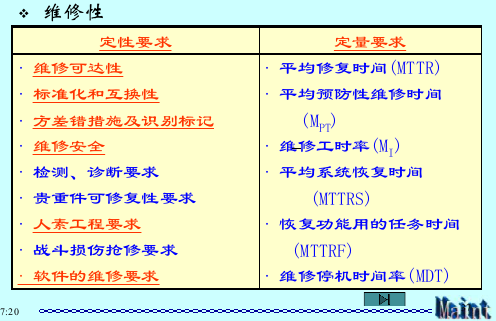 ❖ 维修性
定性要求
· 维修可达性
· 标准化和互换性
· 方差错措施及识别标记
· 维修安全
· 检测、诊断要求
· 贵重件可修复性要求
· 人素工程要求
· 战斗损伤抢修要求
· 软件的维修要求
定量要求
· 平均修复时间(MTTR)
· 平均预防性维修时间
(MPT)
· 维修工时率(MI)
· 平均系统恢复时间
(MTTRS)
· 恢复功能用的任务时间
(MTTRF)
· 维修停机时间率(MDT)
7:20
Maint